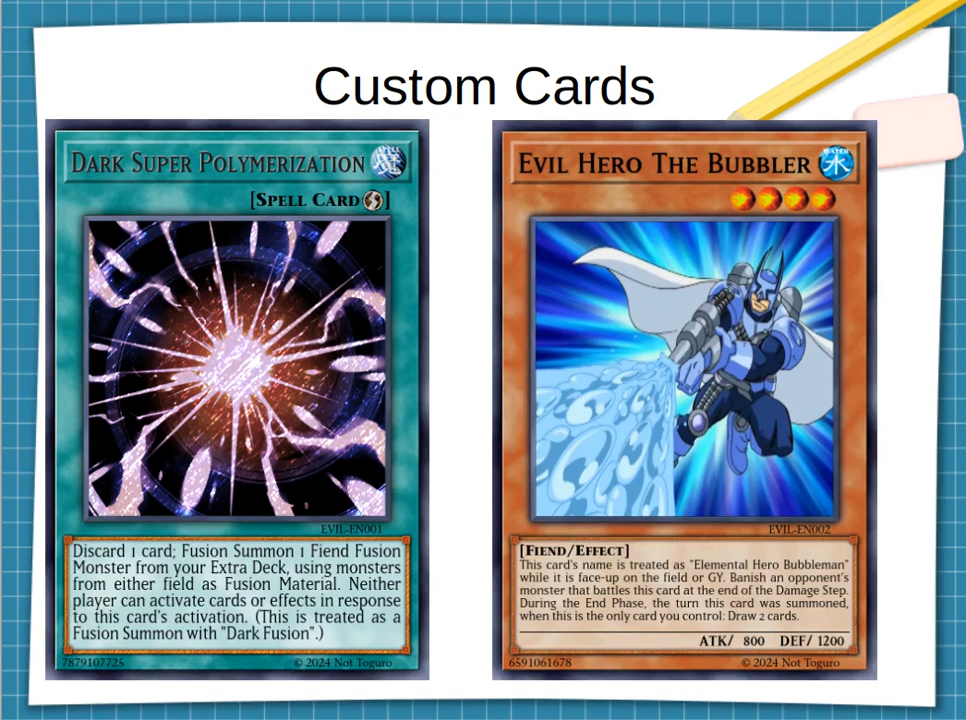 Custom Cards
DARK SUPER POLYMERIZATION
魔
[SPELL CARD]
EVIL-EN001
Discard 1 card; Fusion Summon 1 Fiend Fusion
Monster from your Extra Deck, using monsters
from either field as Fusion Material. Neither
player can activate cards or effects in response
to this card's activation. (This is treated as a
Fusion Summon with "Dark Fusion".)
7879107725
© 2024 Not Toguro
EVIL HERO THE BUBBLER
WATER
水
EVIL-EN002
[FIEND/EFFECT]
This card's name is treated as "Elemental Hero Bubbleman"
while it is face-up on the field or GY. Banish an opponent's
monster that battles this card at the end of the Damage Step.
During the End Phase, the turn this card was summoned,
when this is the only card you control: Draw 2 cards.
ATK/ 800 DEF/ 1200
6591061678
© 2024 Not Toguro